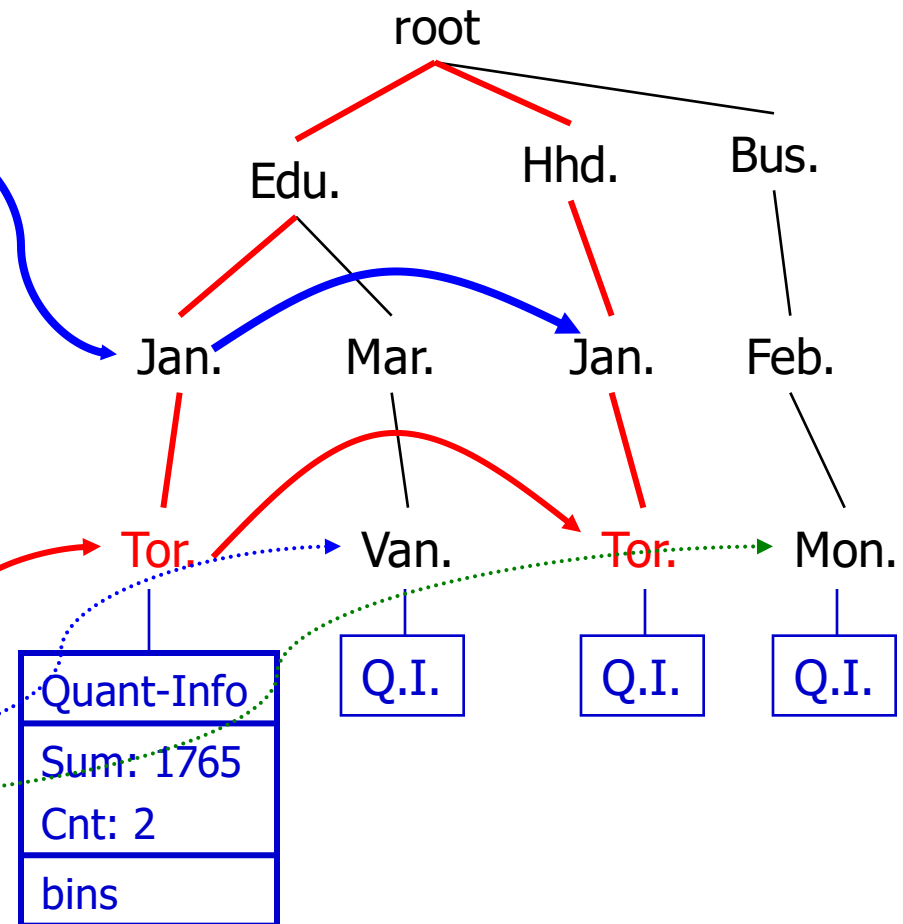 root
Edu.
Hhd.
Bus.
Jan.
Mar.
Jan.
Feb.
Tor.
Van.
Tor.
Mon.
Quant-Info
Sum: 1765
Cnt: 2
bins
Q.I.
Q.I.
Q.I.